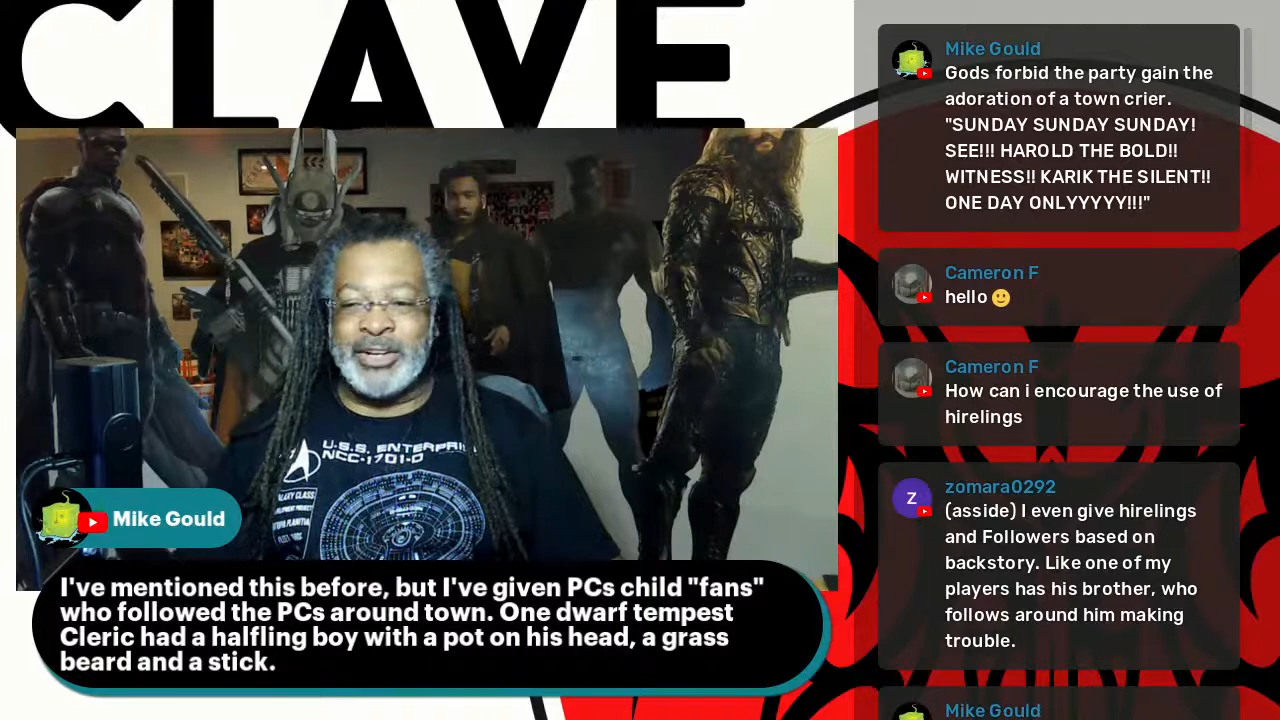 CLAVE
U.S.S. ENTERPRI
NCC-1701-D
GALAXY CLASS
Mike Gould
I've mentioned this before, but I've given PCs child "fans"
who followed the PCs around town. One dwarf tempest
Cleric had a halfling boy with a pot on his head, a grass
beard and a stick.
Mike Gould
Gods forbid the party gain the
adoration of a town crier.
"SUNDAY SUNDAY SUNDAY!
SEE!!! HAROLD THE BOLD!!
WITNESS!! KARIK THE SILENT!!
ONE DAY ONLYYYYY!!!"
Cameron F
hello 🙂
Cameron F
How can i encourage the use of
hirelings
Z
zomara0292
(asside) I even give hirelings
and Followers based on
backstory. Like one of my
players has his brother, who
follows around him making
trouble.
Mike Gould